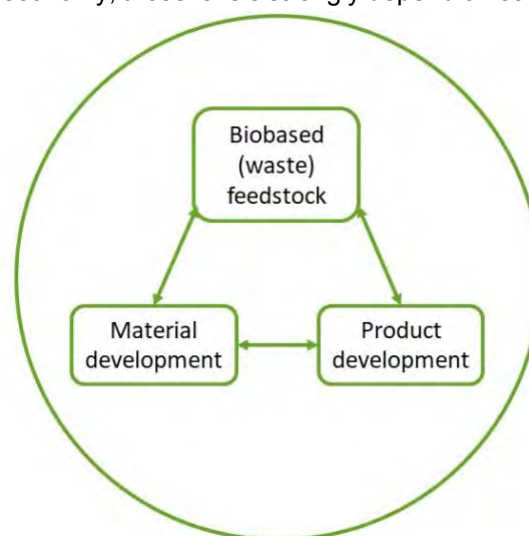 Biobased
(waste)
feedstock
Material
development
Product
development